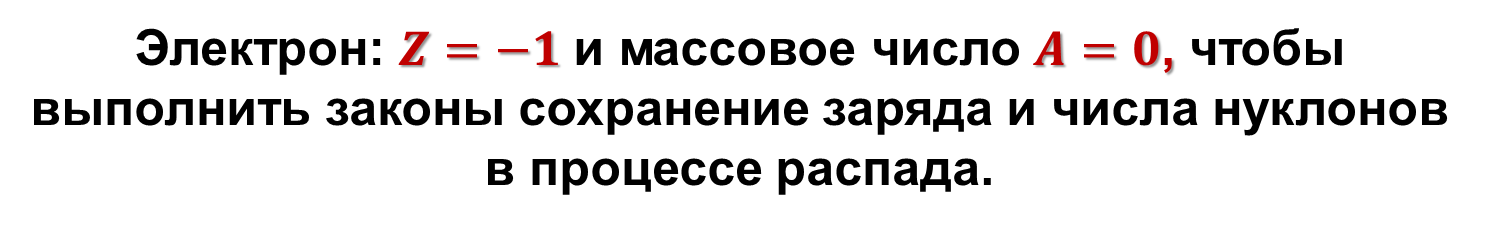 Электрон: Z = −1 и массовое число A = 0, чтобы
выполнить законы сохранение заряда и числа нуклонов
в процессе распада.